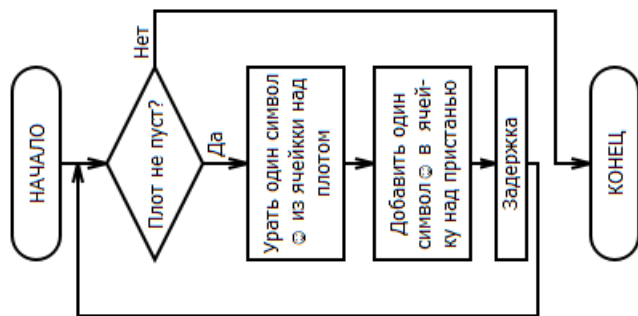 НАЧАЛО
Плот не пуст?
Нет
Да
Урать один символ
☺ из ячейкки над
плотом
Добавить один
символ☺ в ячей-
ку над пристанью
Задержка
КОНЕЦ